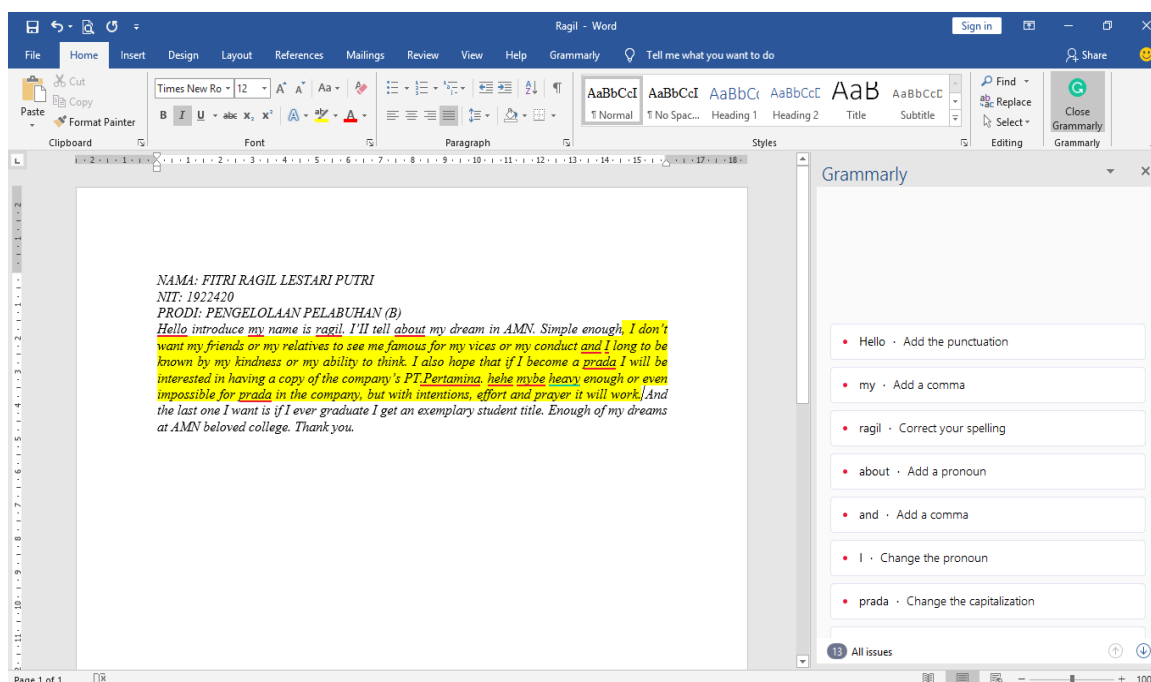 Ragil - Word
Sign in
File Home Insert Design Layout References Mailings Review View Help Grammarly Tell me what you want to do Share
Paste
Cut
Copy
Format Painter
Clipboard
Times New Ro 12
Font
Paragraph
AaBbCcI AaBbCcI AaBbCc AaBbCcD AaB AaBbCcD
¶ Normal ¶ No Spac... Heading 1 Heading 2 Title Subtitle
Styles
Find
Replace
Select
Editing
Close Grammarly
Grammarly
Grammarly
NAMA: FITRI RAGIL LESTARI PUTRI
NIT: 1922420
PRODI: PENGELOLAAN PELABUHAN (B)
Hello introduce my name is ragil. I'II tell about my dream in AMN. Simple enough, I don't
want my friends or my relatives to see me famous for my vices or my conduct and I long to be
known by my kindness or my ability to think. I also hope that if I become a prada I will be
interested in having a copy of the company's PT.Pertamina. hehe mybe heavy enough or even
impossible for prada in the company, but with intentions, effort and prayer it will work. And
the last one I want is if I ever graduate I get an exemplary student title. Enough of my dreams
at AMN beloved college. Thank you.
Hello · Add the punctuation
my · Add a comma
ragil · Correct your spelling
about · Add a pronoun
and · Add a comma
I · Change the pronoun
prada · Change the capitalization
13 All issues
Page 1 of 1
100